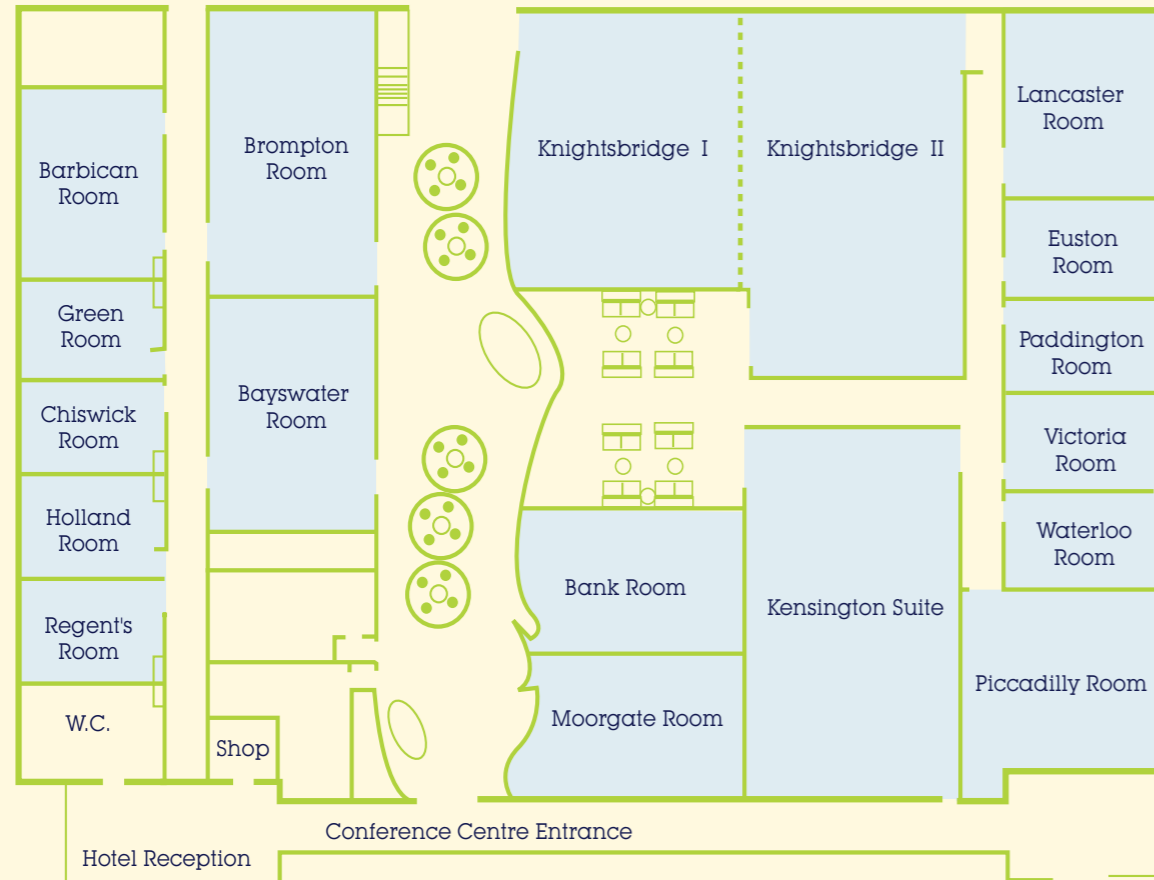 Barbican
Room
Green
Room
Chiswick
Room
Holland
Room
Regent's
Room
W.C.
Brompton
Room
Bayswater
Room
Shop
Knightsbridge I
Knightsbridge II
Bank Room
Moorgate Room
Kensington Suite
Lancaster
Room
Euston
Room
Paddington
Room
Victoria
Room
Waterloo
Room
Piccadilly Room
Conference Centre Entrance
Hotel Reception